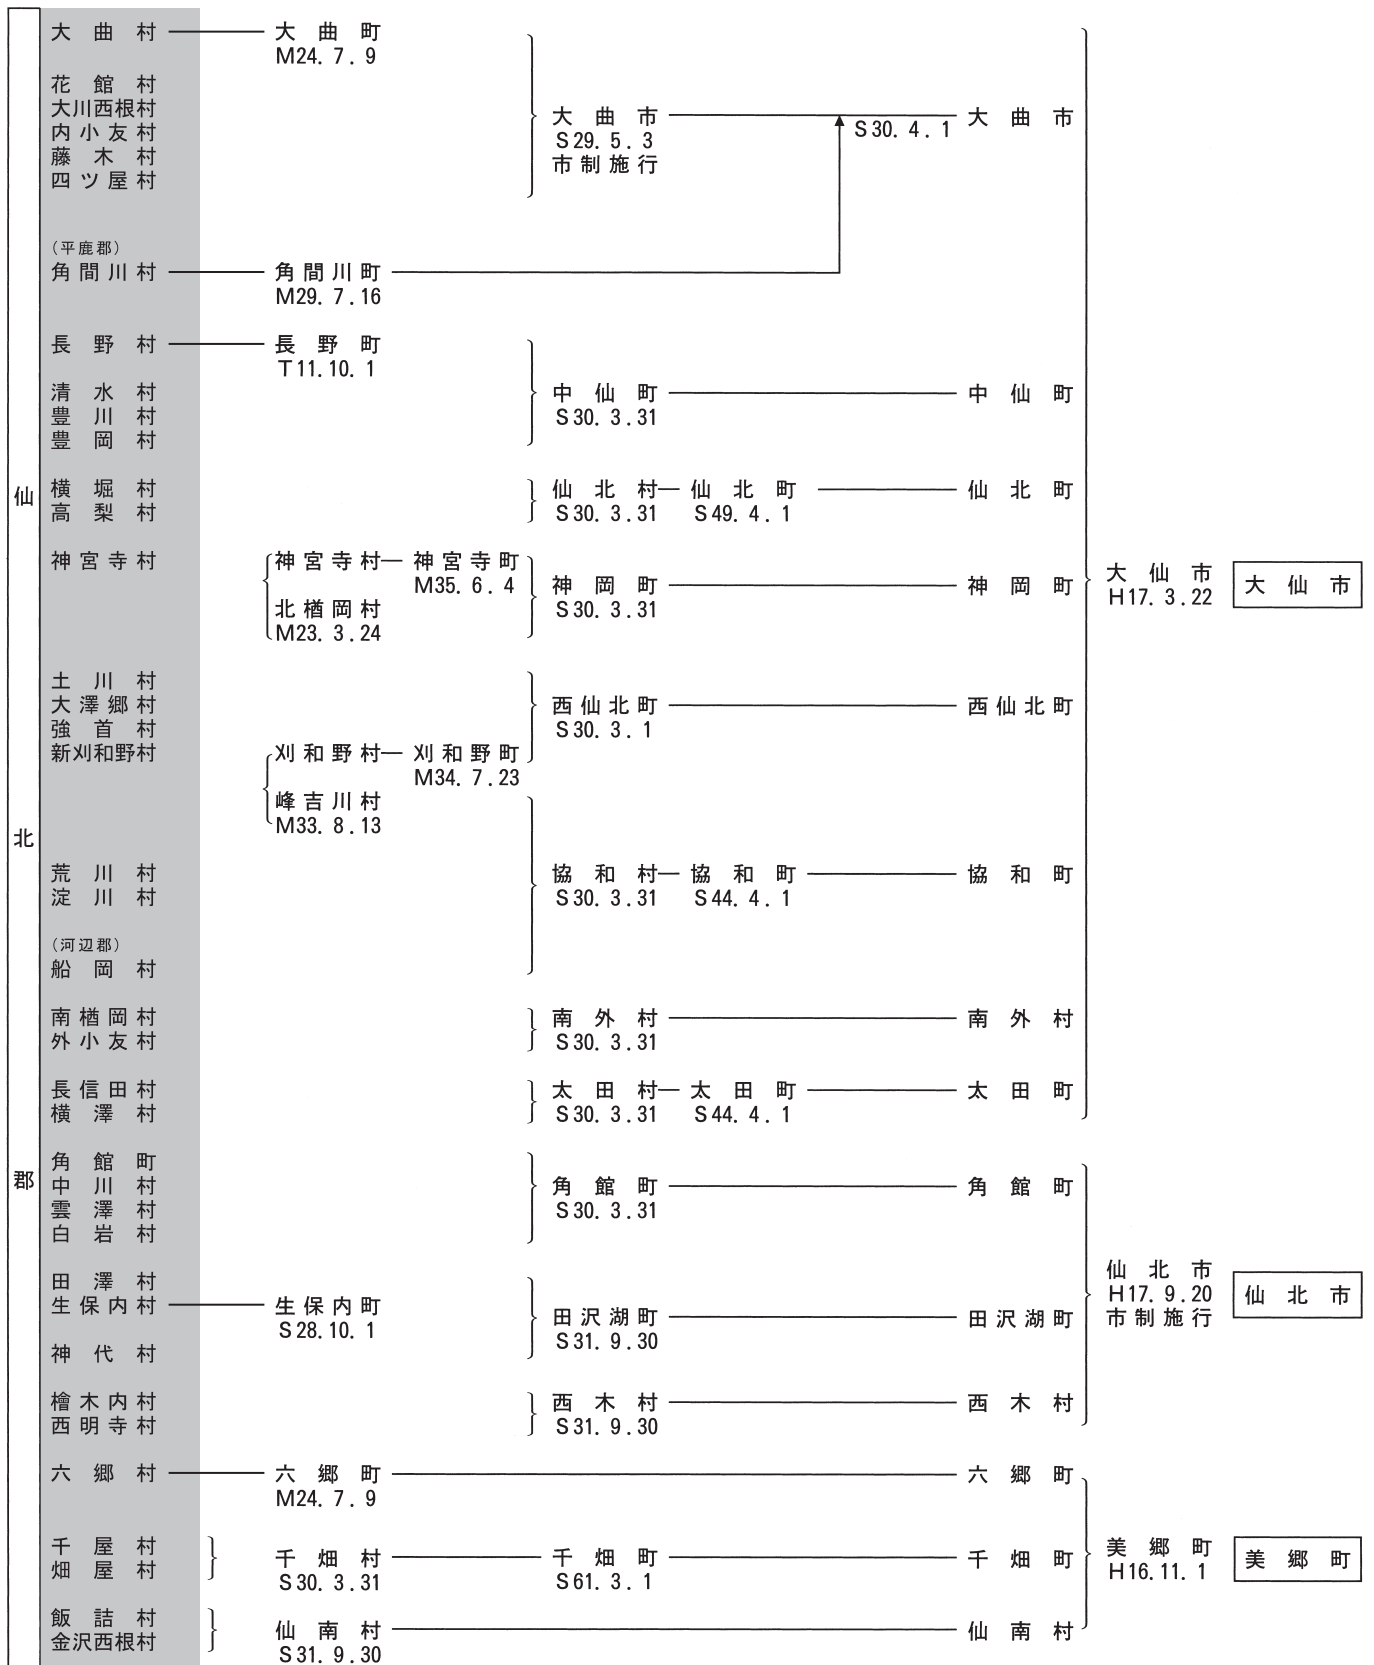 仙北郡
大曲村 大曲町
M24.7.9
花館村
大川西根村
内小友村
藤木村
四ツ屋村
大曲市 S30.4.1 大曲市
S29.5.3
市制施行
（平鹿郡）
角間川村 角間川町
M29.7.16
長野村 長野町
T11.10.1
清水村
豊川村
豊岡村
中仙町 中仙町
S30.3.31
横堀村
高梨村
仙北村 仙北町 仙北町
S30.3.31 S49.4.1
神宮寺村 神宮寺村 神宮寺町
M35.6.4
北楢岡村
M23.3.24
神岡町 神岡町
S30.3.31
土川村
大澤郷村
強首村
新刈和野村 刈和野村 刈和野町
M34.7.23
峰吉川村
M33.8.13
西仙北町 西仙北町
S30.3.1
荒川村
淀川村
（河辺郡）
船岡村
協和村 協和町 協和町
S30.3.31 S44.4.1
南楢岡村
外小友村
南外村 南外村
S30.3.31
長信田村
横澤村
太田村 太田町 太田町
S30.3.31 S44.4.1
大仙市 大仙市
H17.3.22
角館町
中川村
雲澤村
白岩村
角館町 角館町
S30.3.31
田澤村
生保内村 生保内町
S28.10.1
神代村
田沢湖町 田沢湖町
S31.9.30
檜木内村
西明寺村
西木村 西木村
S31.9.30
仙北市 仙北市
H17.9.20
市制施行
六郷村 六郷町 六郷町
M24.7.9
千屋村
畑屋村
千畑村 千畑町 千畑町
S30.3.31 S61.3.1
飯詰村
金沢西根村
仙南村 仙南村
S31.9.30
美郷町 美郷町
H16.11.1